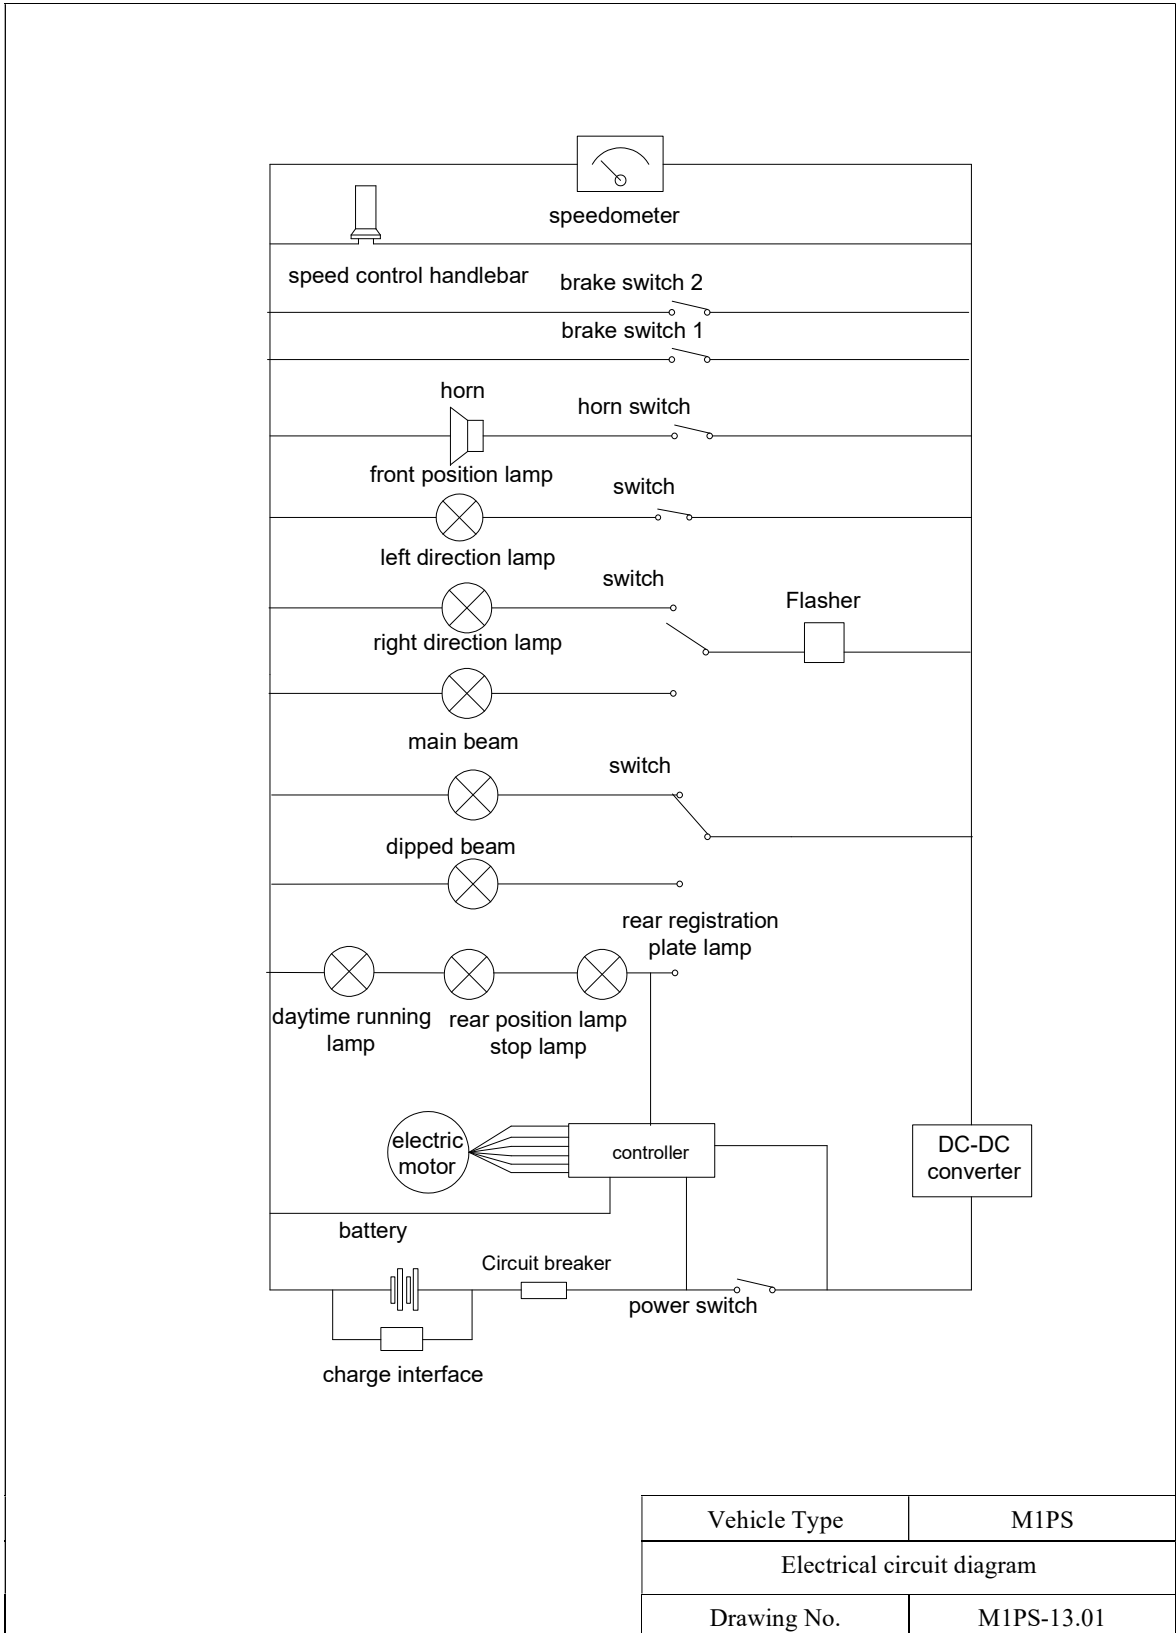 speedometer
speed control handlebar
brake switch 2
brake switch 1
horn
horn switch
front position lamp
switch
left direction lamp
switch
Flasher
right direction lamp
main beam
switch
dipped beam
rear registration
plate lamp
daytime running
lamp
rear position lamp
stop lamp
electric
motor
controller
DC-DC
converter
battery
Circuit breaker
power switch
charge interface
Vehicle Type M1PS
Electrical circuit diagram
Drawing No. M1PS-13.01